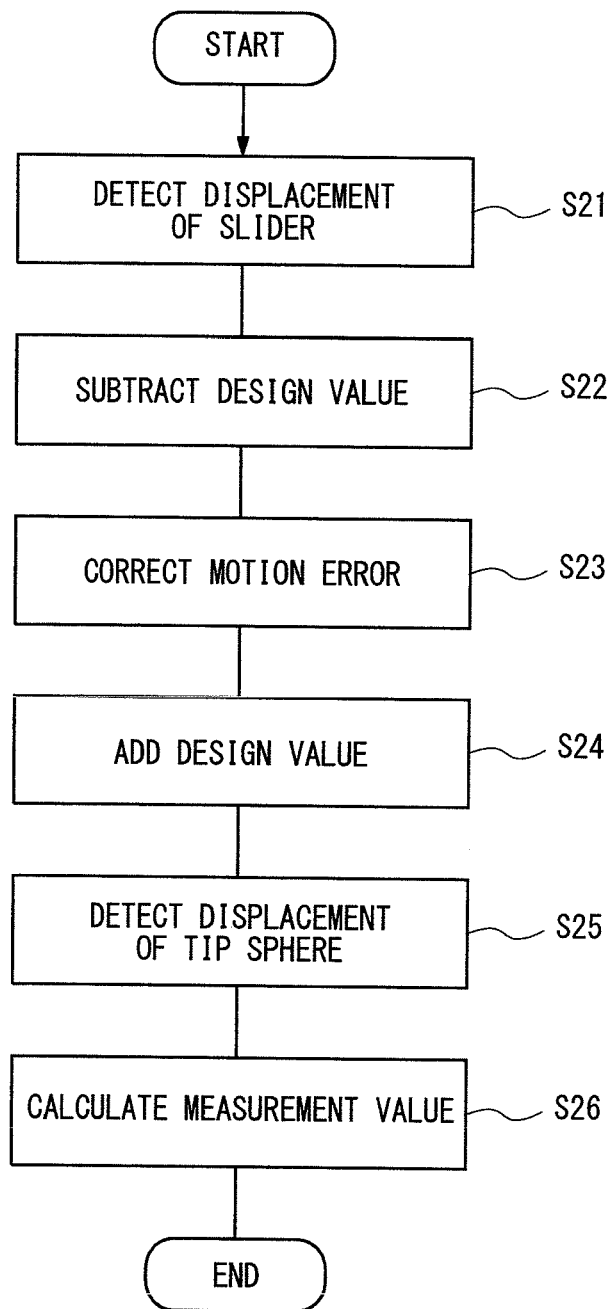 START
DETECT DISPLACEMENT
OF SLIDER
S21
SUBTRACT DESIGN VALUE
S22
CORRECT MOTION ERROR
S23
ADD DESIGN VALUE
S24
DETECT DISPLACEMENT
OF TIP SPHERE
S25
CALCULATE MEASUREMENT VALUE
S26
END